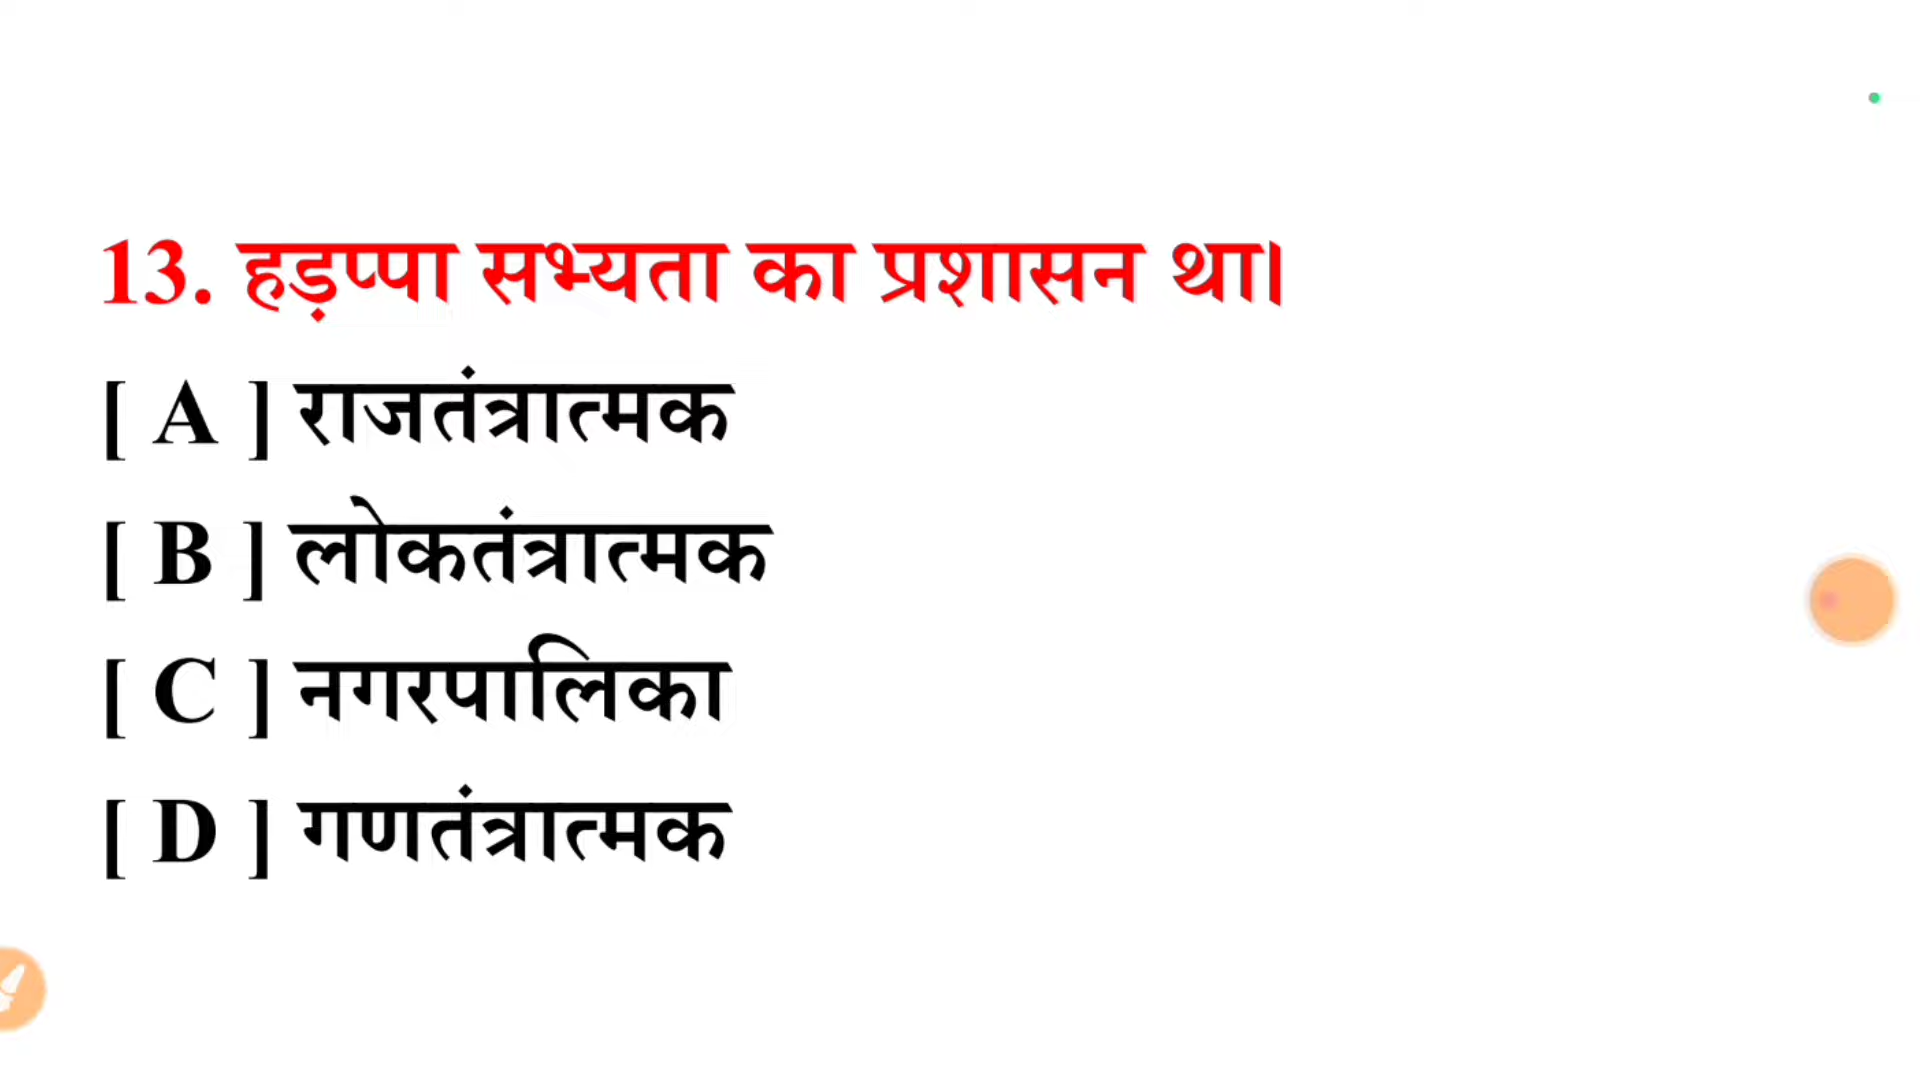 13. हड़प्पा सभ्यता का प्रशासन था।
[ A ] राजतंत्रात्मक
[ B ] लोकतंत्रात्मक
[ C ] नगरपालिका
[ D ] गणतंत्रात्मक